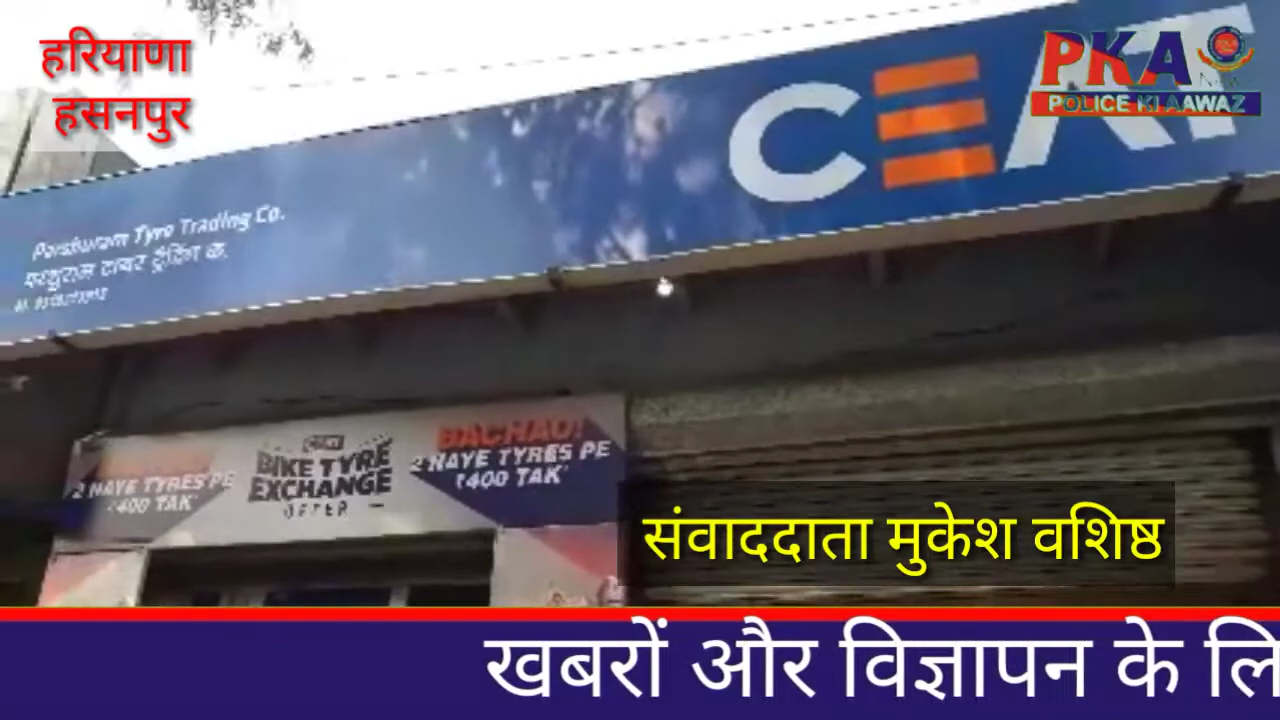 हरियाणा
हसनपुर
PKA
POLICE KI AAWAZ
CEAT
Parshuram Tyre Trading Co.
परशुराम टायर ट्रेडिंग कं.
2 NAYE TYRES PE
₹400 TAK*
CEAT
BIKE TYRE
EXCHANGE
OFFER
BACHAO!
2 NAYE TYRES PE
₹400 TAK*
संवाददाता मुकेश वशिष्ठ
खबरों और विज्ञापन के लि